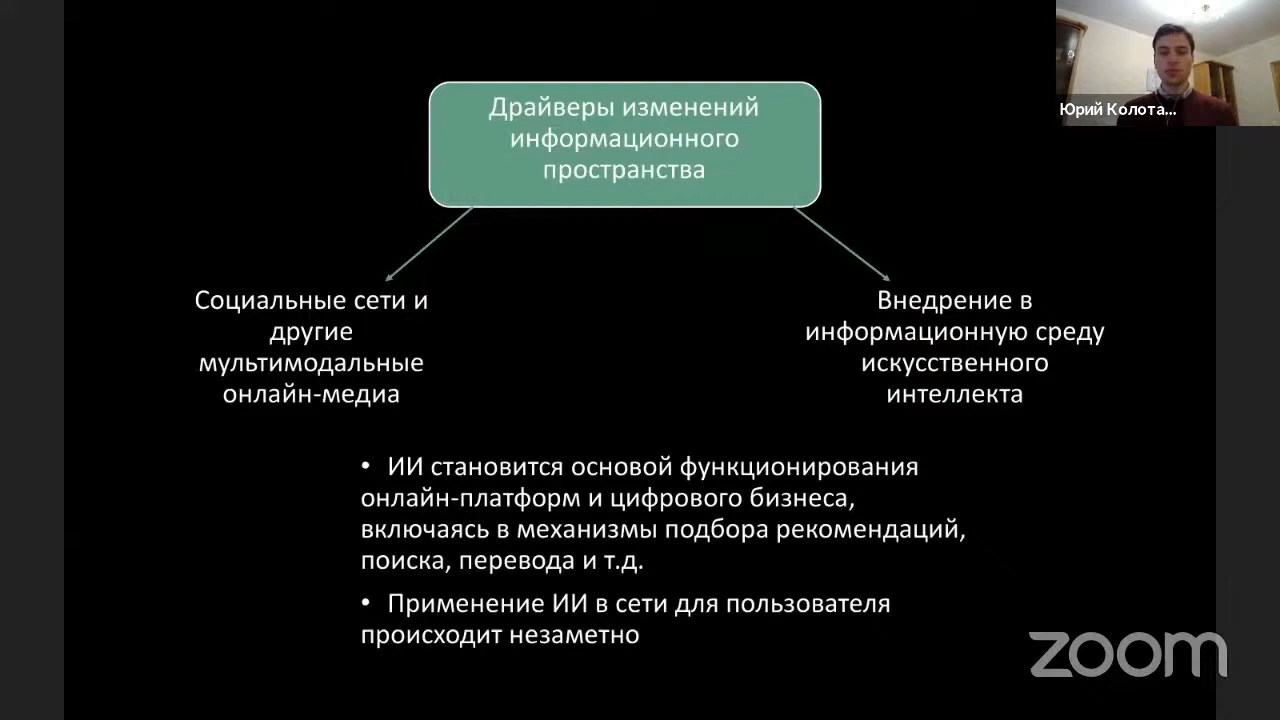 Драйверы изменений
информационного
пространства
Юрий Колота...
Социальные сети и
другие
мультимодальные
онлайн-медиа
Внедрение в
информационную среду
искусственного
интеллекта
• ИИ становится основой функционирования
онлайн-платформ и цифрового бизнеса,
включаясь в механизмы подбора рекомендаций,
поиска, перевода и т.д.
• Применение ИИ в сети для пользователя
происходит незаметно
zoom